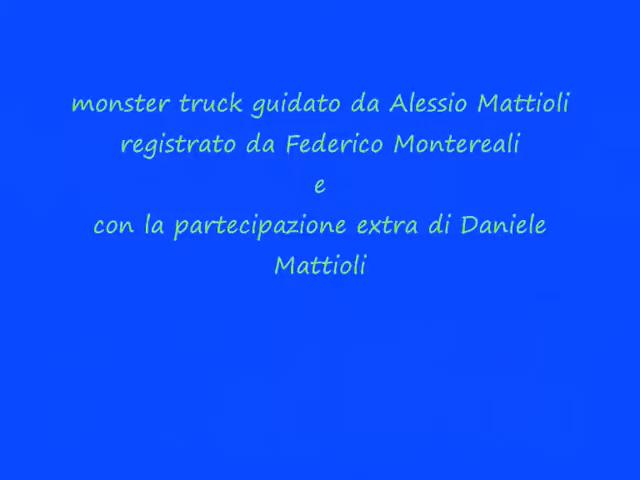 monster truck guidato da Alessio Mattioli
registrato da Federico Montereali
e
con la partecipazione extra di Daniele
Mattioli